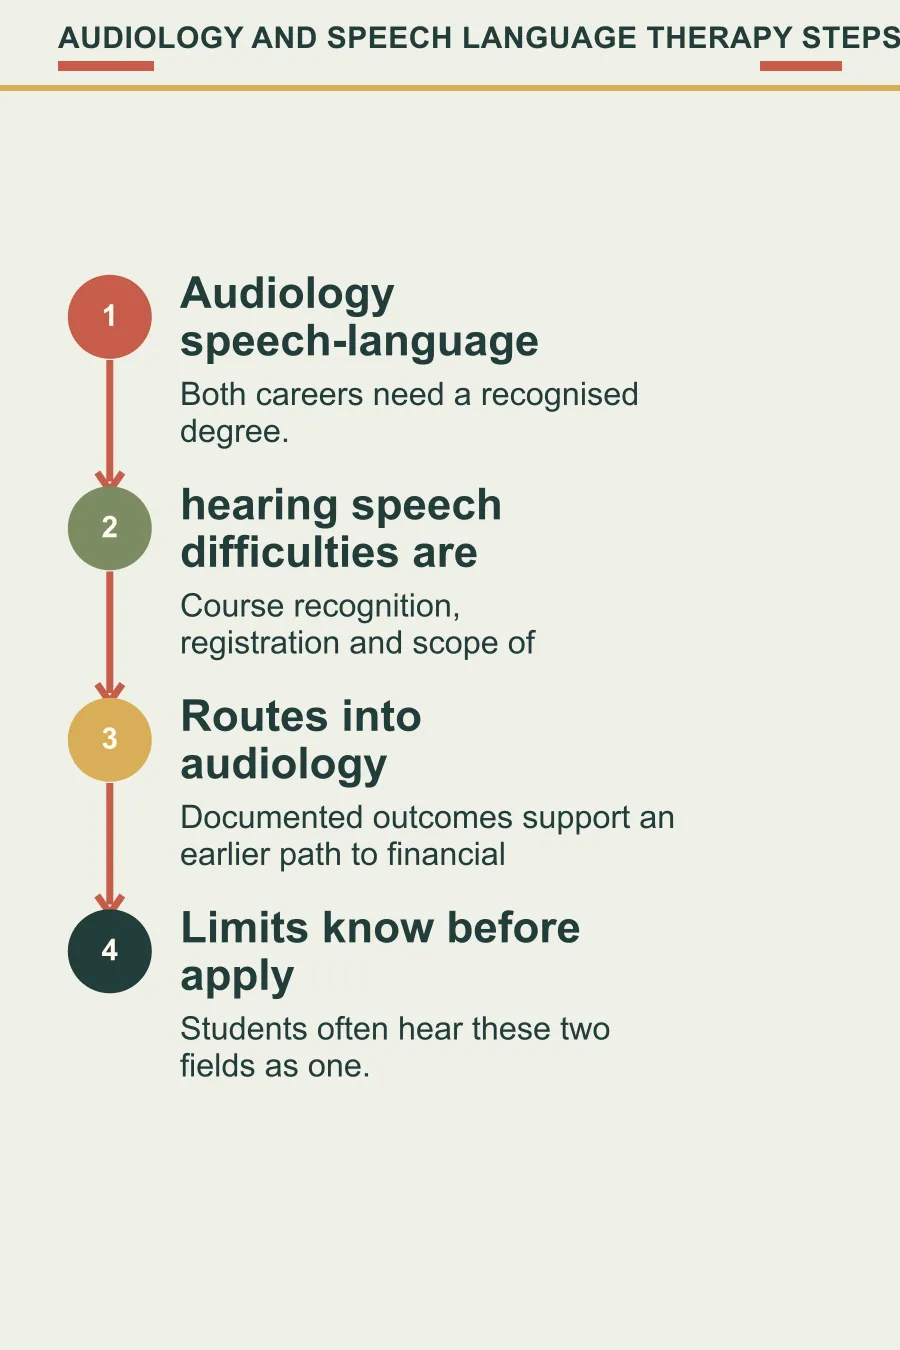 AUDIOLOGY AND SPEECH LANGUAGE THERAPY STEPS
1
Audiology
speech-language
Both careers need a recognised
degree.
2
hearing speech
difficulties are
Course recognition,
registration and scope of
3
Routes into
audiology
Documented outcomes support an
earlier path to financial
4
Limits know before
apply
Students often hear these two
fields as one.